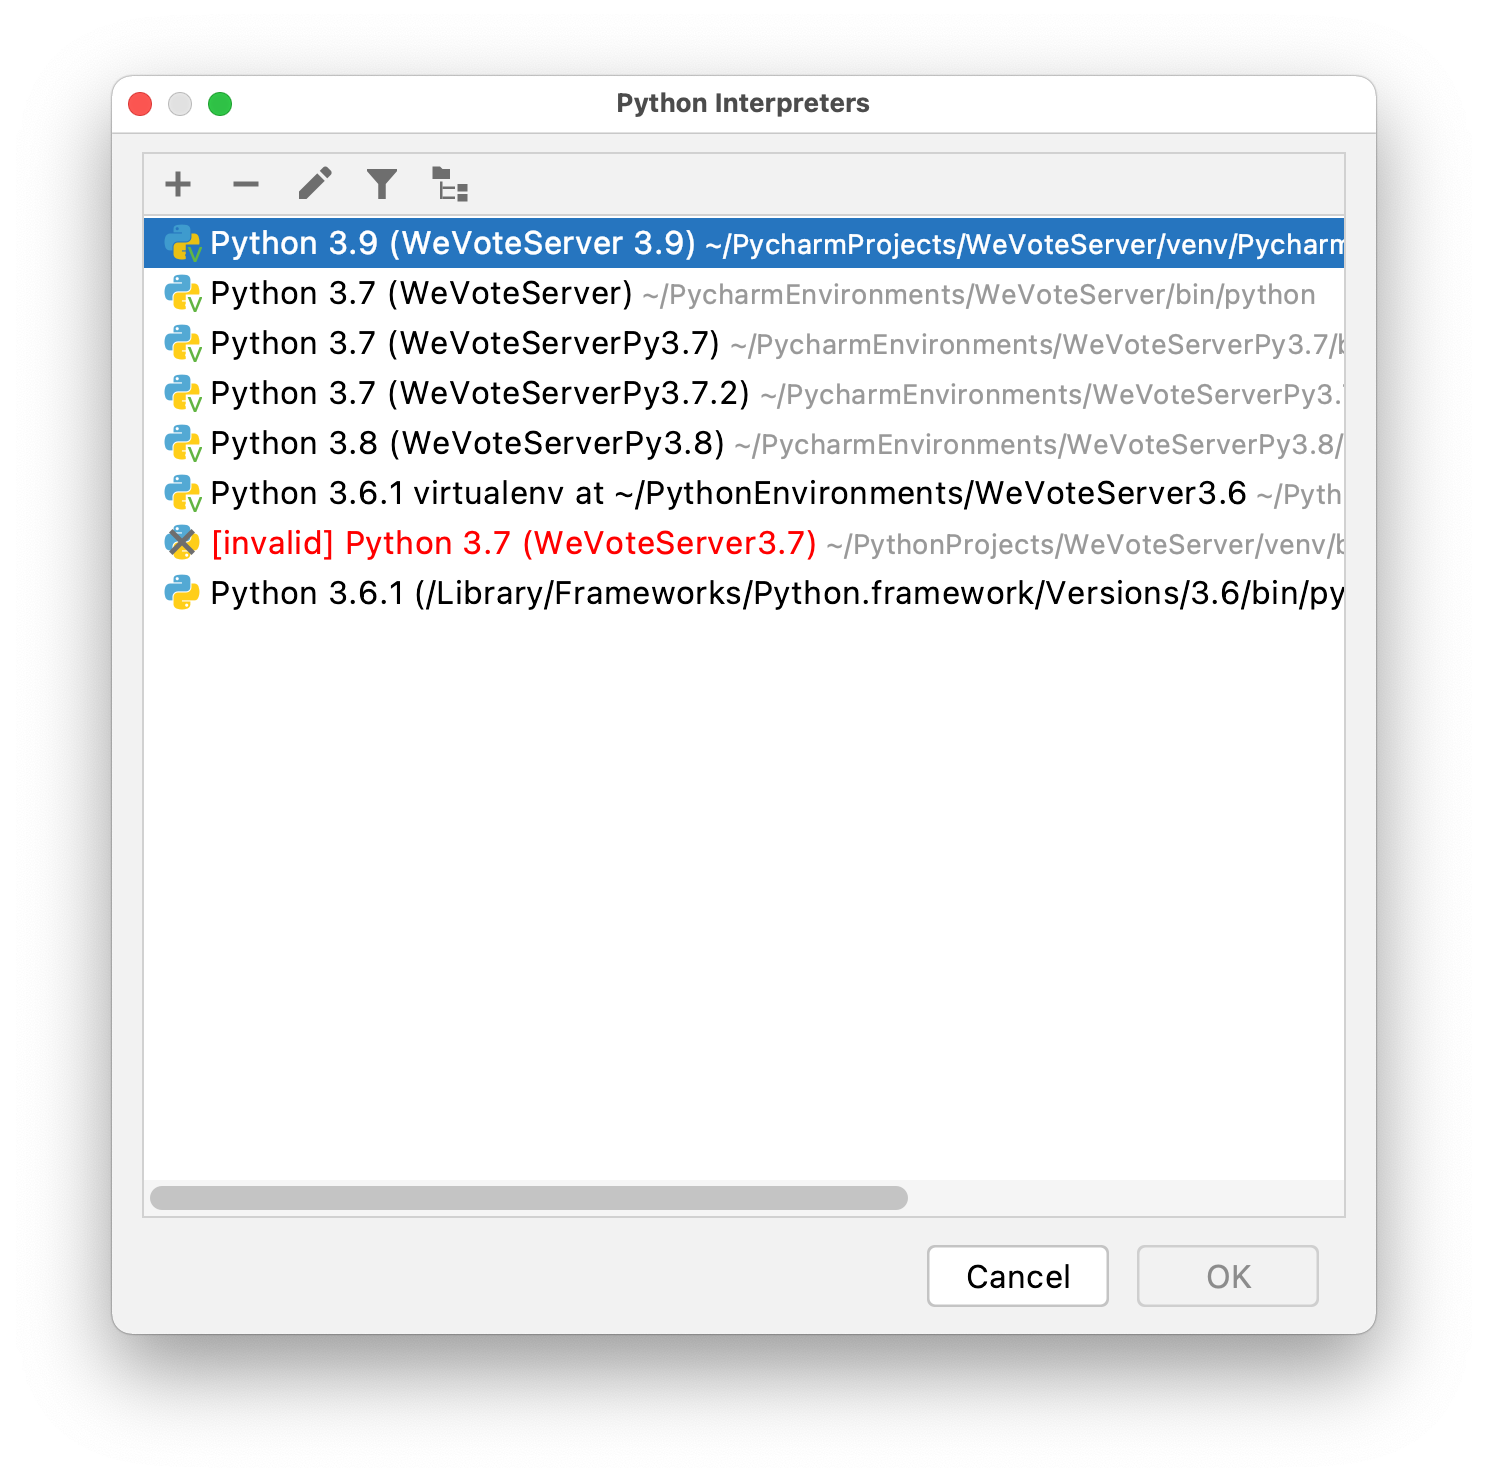 Python Interpreters
Python 3.9 (WeVoteServer 3.9) ~/PycharmProjects/WeVoteServer/venv/Pycharm
Python 3.7 (WeVoteServer) ~/PycharmEnvironments/WeVoteServer/bin/python
Python 3.7 (WeVoteServerPy3.7) ~/PycharmEnvironments/WeVoteServerPy3.7/b
Python 3.7 (WeVoteServerPy3.7.2) ~/PycharmEnvironments/WeVoteServerPy3.7
Python 3.8 (WeVoteServerPy3.8) ~/PycharmEnvironments/WeVoteServerPy3.8/
Python 3.6.1 virtualenv at ~/PythonEnvironments/WeVoteServer3.6 ~/Pyth
[invalid] Python 3.7 (WeVoteServer3.7) ~/PythonProjects/WeVoteServer/venv/b
Python 3.6.1 (/Library/Frameworks/Python.framework/Versions/3.6/bin/py
Cancel
OK